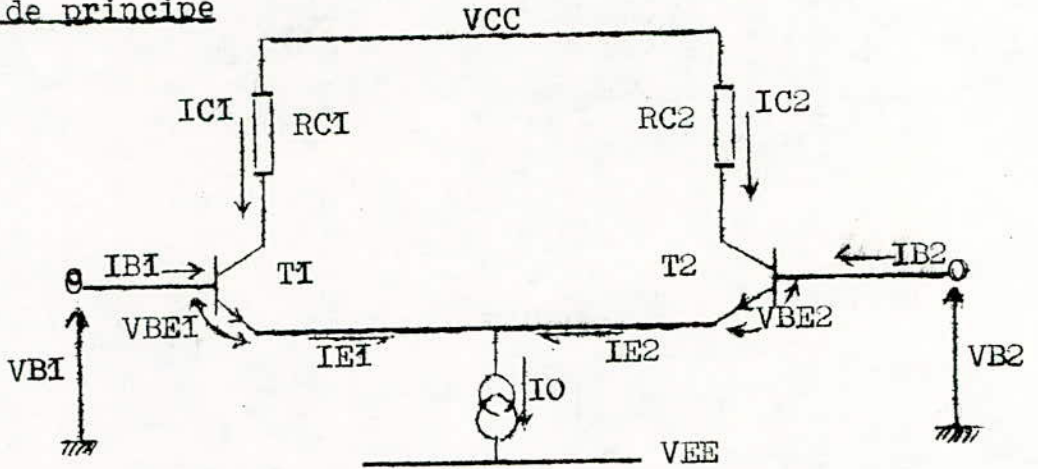 de principe
VCC
IC1
RC1
RC2
IC2
IB1
T1
T2
IB2
VBE1
VBE2
IE1
IE2
VB1
IO
VB2
VEE